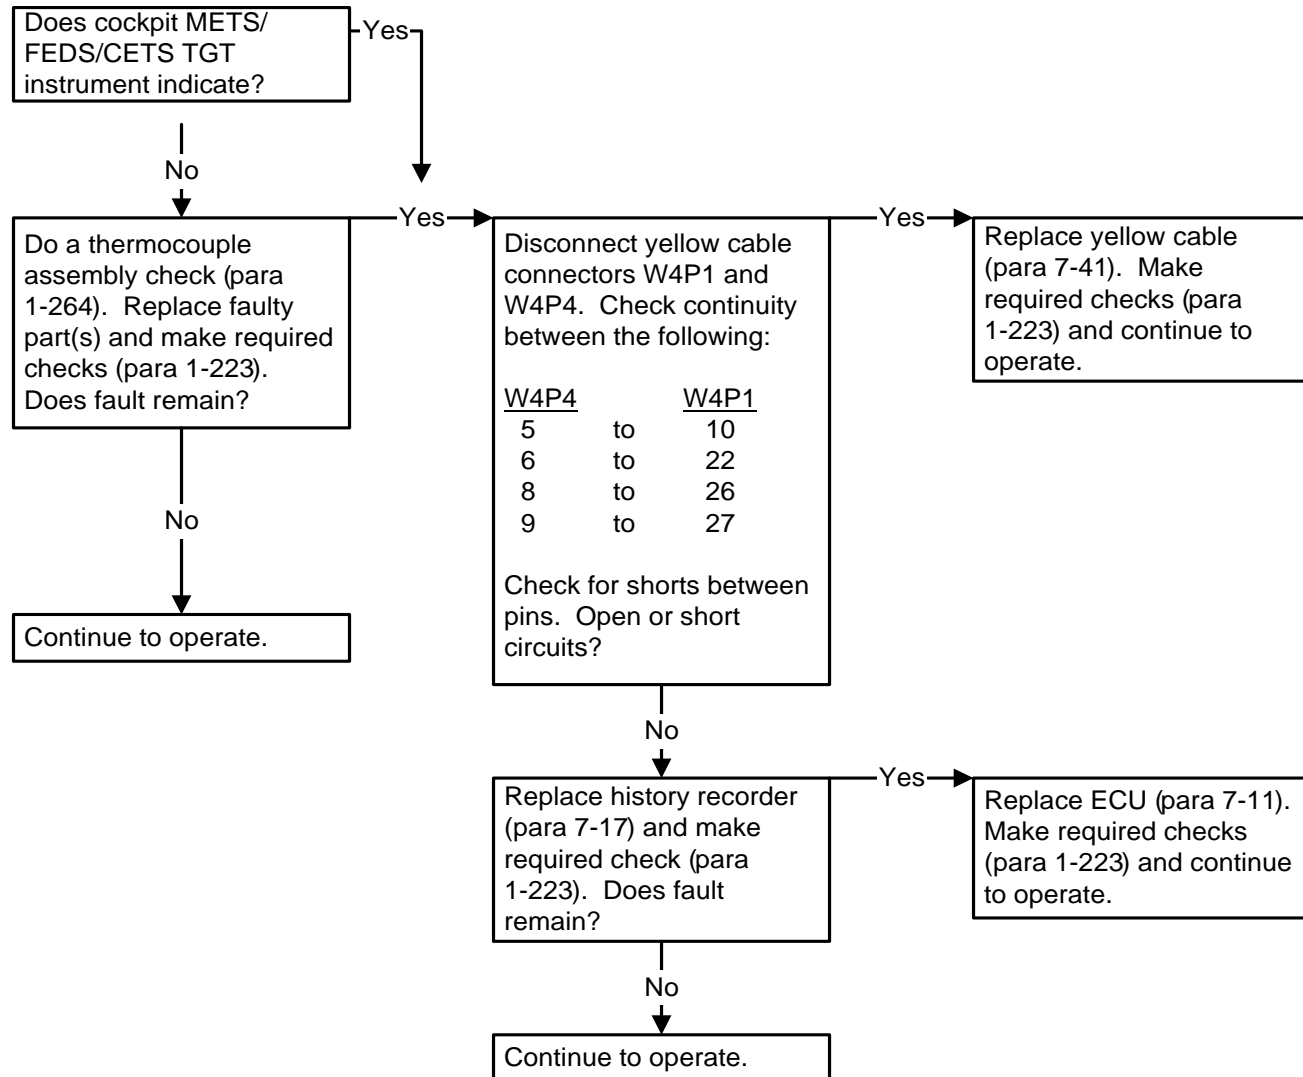 Does cockpit METS/
FEDS/CETS TGT
instrument indicate?
Yes
No
Do a thermocouple
assembly check (para
1-264).  Replace faulty
part(s) and make required
checks (para 1-223).
Does fault remain?
Yes
No
Continue to operate.
Disconnect yellow cable
connectors W4P1 and
W4P4.  Check continuity
between the following:
W4P4 W4P1
5 to 10
6 to 22
8 to 26
9 to 27
Check for shorts between
pins.  Open or short
circuits?
Yes
Replace yellow cable
(para 7-41).  Make
required checks (para
1-223) and continue to
operate.
No
Replace history recorder
(para 7-17) and make
required check (para
1-223).  Does fault
remain?
Yes
Replace ECU (para 7-11).
Make required checks
(para 1-223) and continue
to operate.
No
Continue to operate.